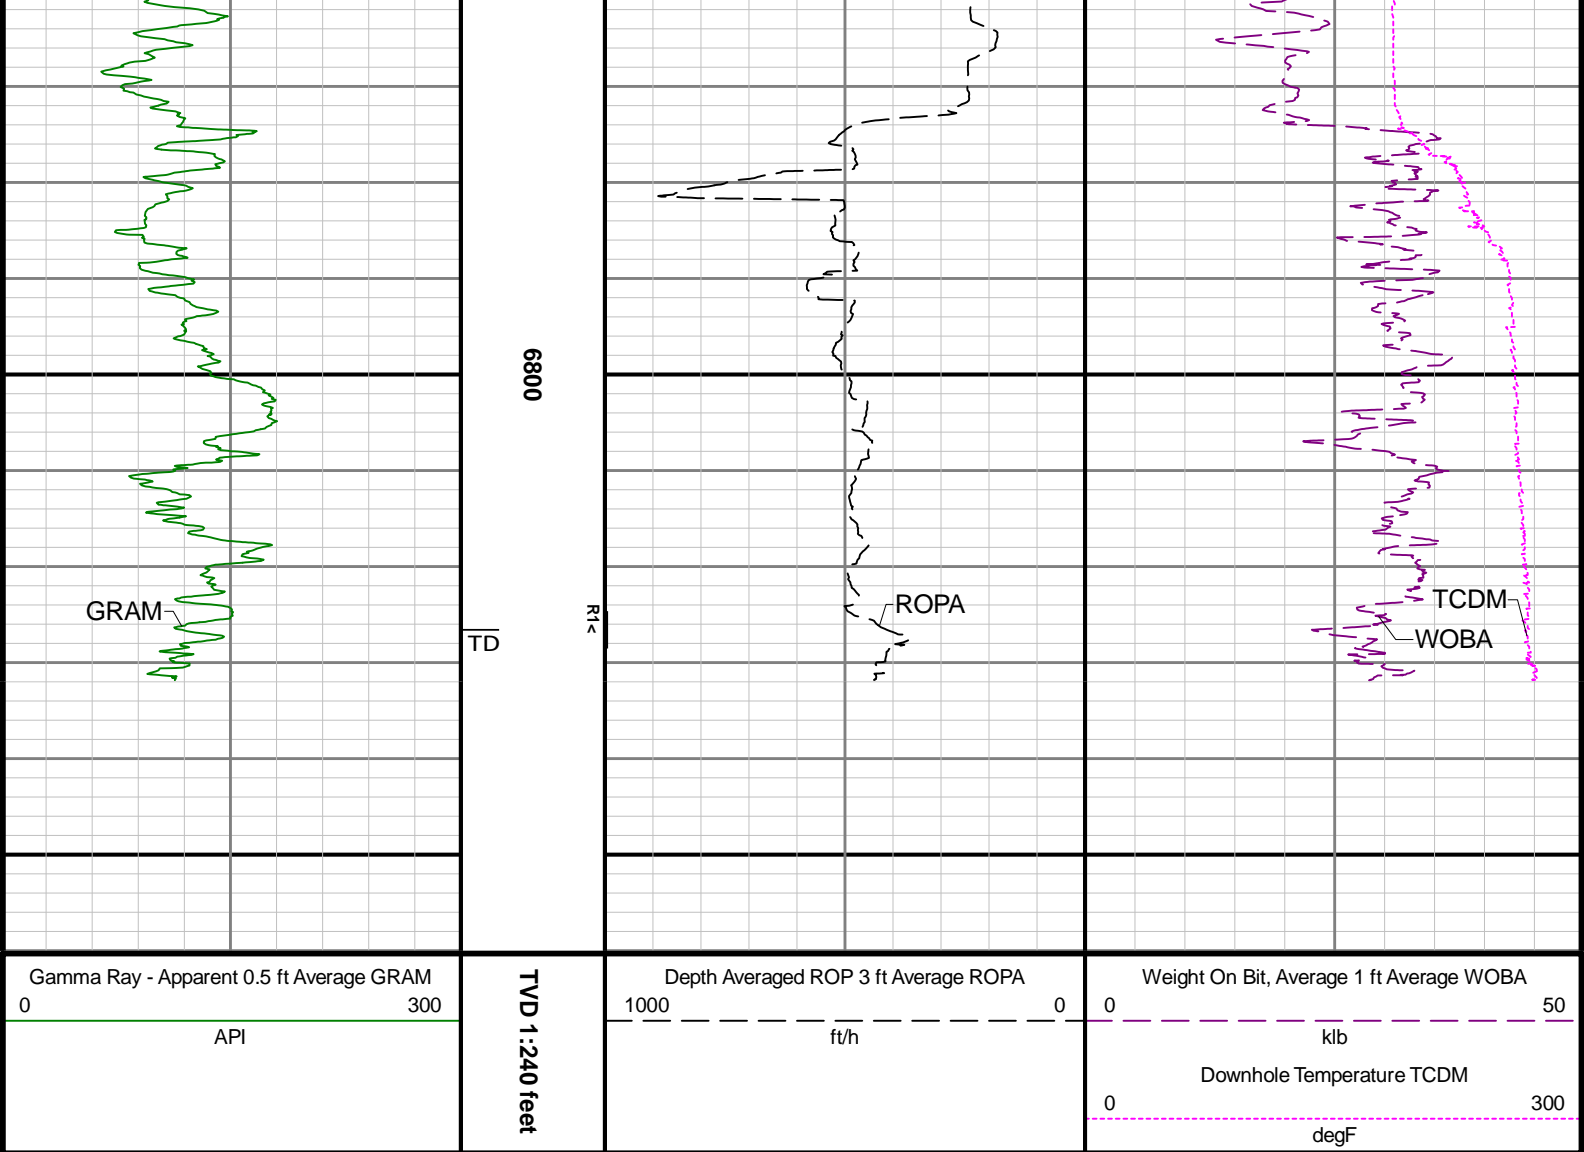 6800
GRAM
TD
R1<
ROPA
TCDM
WOBA
Gamma Ray - Apparent 0.5 ft Average GRAM
0 300
API
TVD 1:240 feet
Depth Averaged ROP 3 ft Average ROPA
1000 0
ft/h
Weight On Bit, Average 1 ft Average WOBA
0 50
klb
Downhole Temperature TCDM
0 300
degF